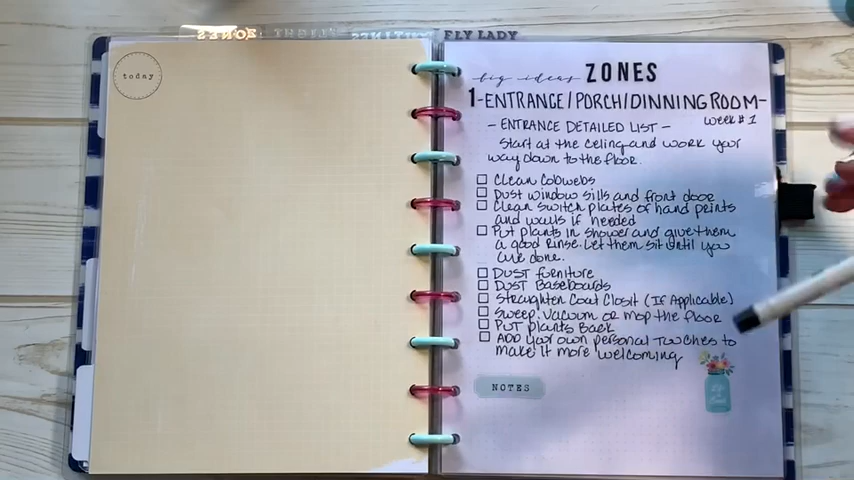 ZONES
FLY LADY
today
big ideas ZONES
1-ENTRANCE/PORCH/DINNINGROOM-
Week #1
- ENTRANCE DETAILED LIST -
Start at the Celing and work your
way down to the floor.
Clean Cobwebs
Dust window sills and front door
Clean Switch plates of hand prints
and walls if needed
Put plants in shower and give them
a good rinse. Let them sit until you
are done.
Dust furniture
Dust Baseboards
Straighten Coat Closit (If Applicable)
Sweep, vacuum or mop the floor
Put plants Back
ADD your own personal Touches to
make it more welcoming
NOTES